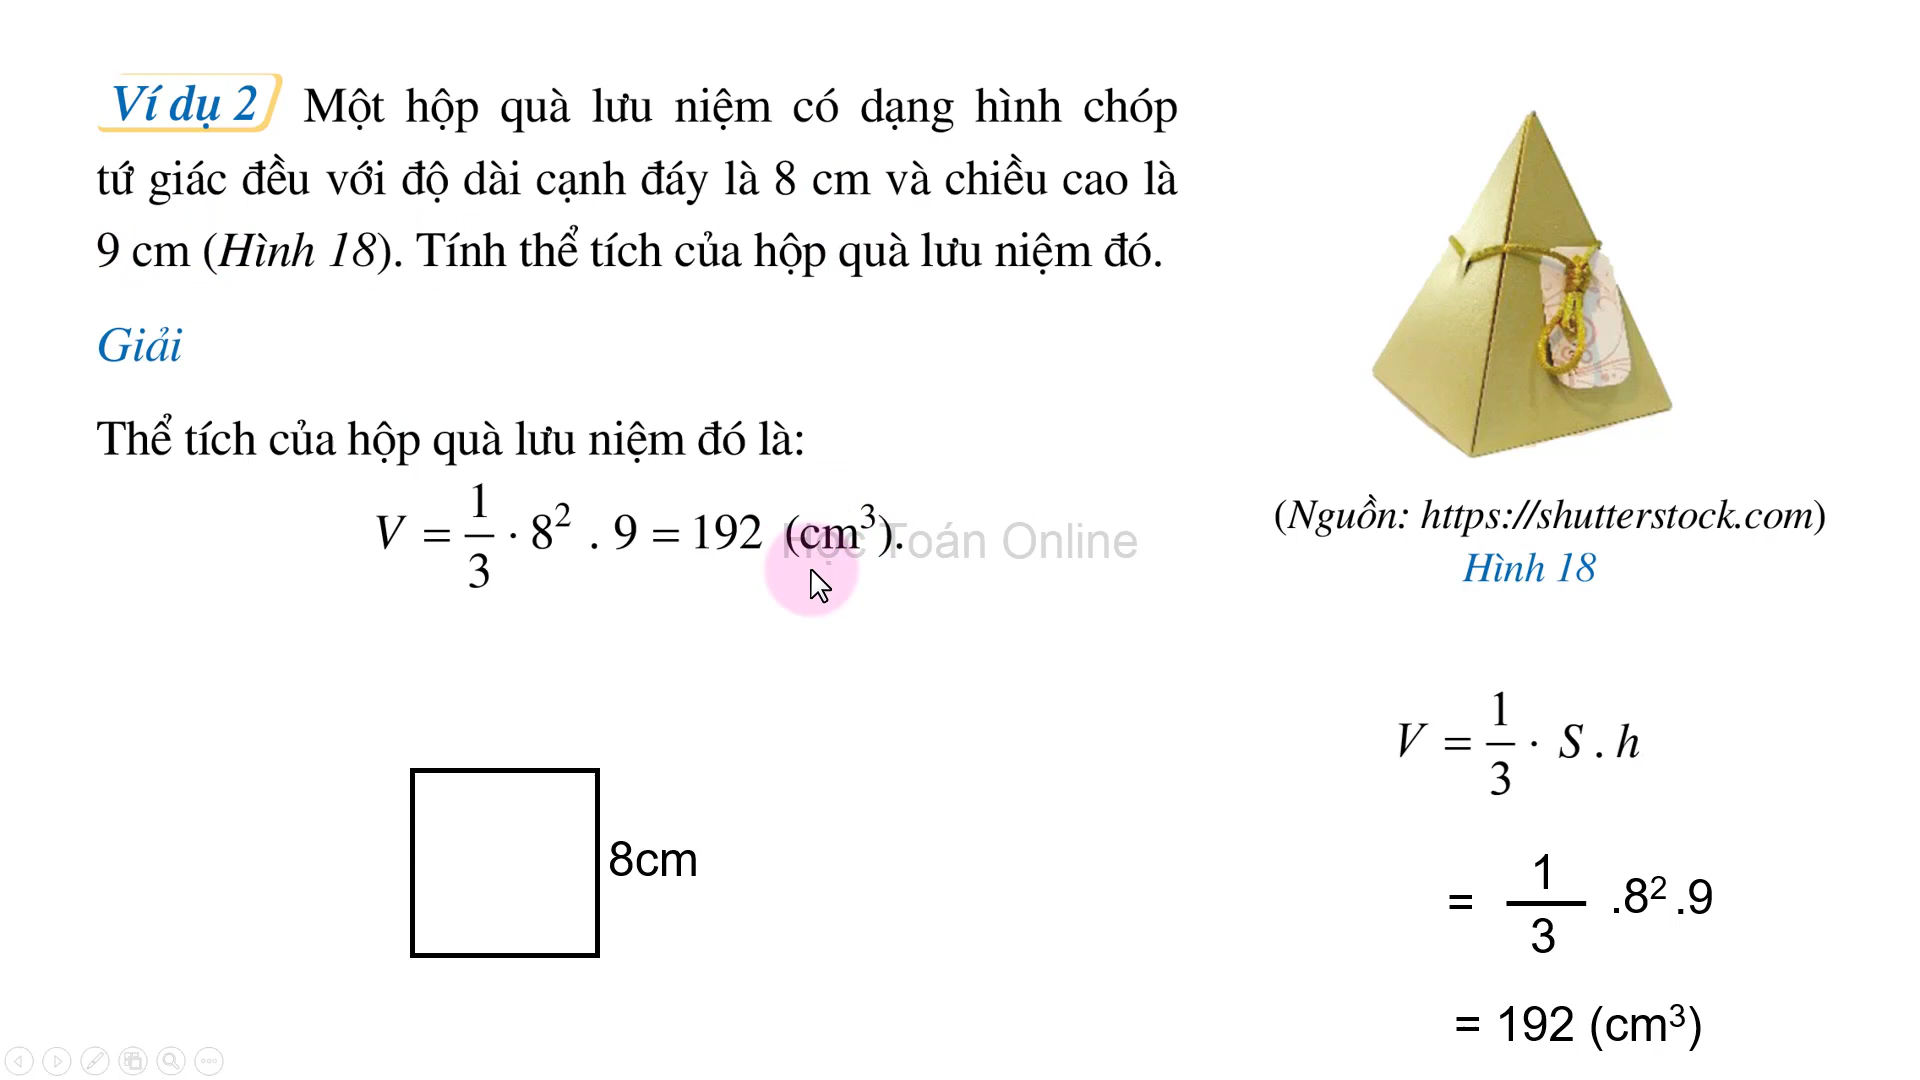 Ví dụ 2 Một hộp quà lưu niệm có dạng hình chóp
tứ giác đều với độ dài cạnh đáy là 8 cm và chiều cao là
9 cm (Hình 18). Tính thể tích của hộp quà lưu niệm đó.
Giải
Thể tích của hộp quà lưu niệm đó là:
V = 1/3 · 8² . 9 = 192 (cm³).
Học Toán Online
(Nguồn: https://shutterstock.com)
Hình 18
8cm
V = 1/3 · S . h
= 1/3 .8² .9
= 192 (cm³)